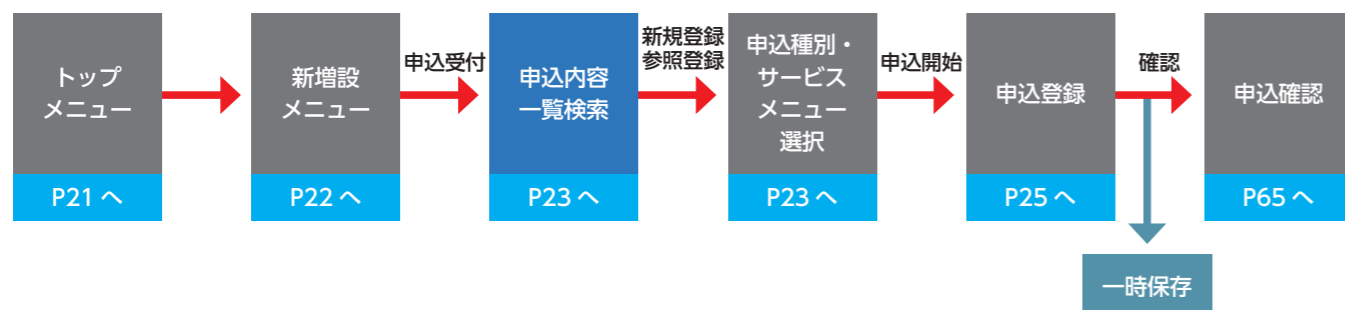 トップ
メニュー
P21 へ
新増設
メニュー
P22 へ
申込受付
申込内容
一覧検索
P23 へ
新規登録
参照登録
申込種別・
サービス
メニュー
選択
P23 へ
申込開始
申込登録
P25 へ
確認
申込確認
P65 へ
一時保存